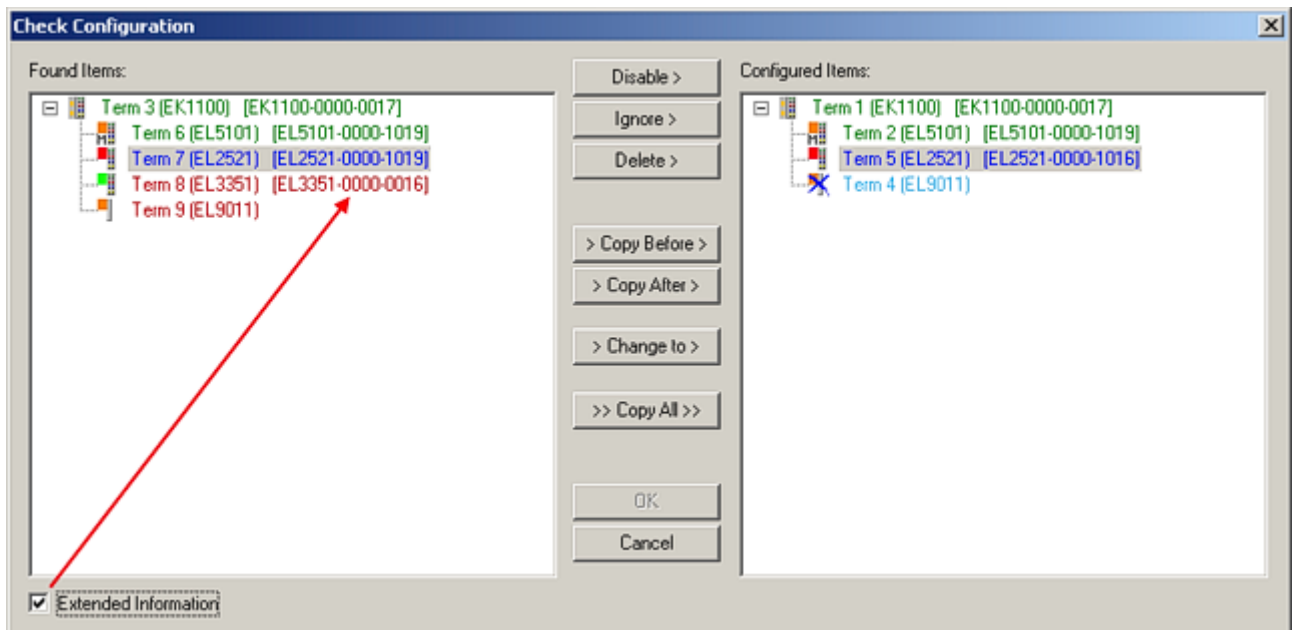 Check Configuration
Found Items:
Term 3 (EK1100) [EK1100-0000-0017]
Term 6 (EL5101) [EL5101-0000-1019]
Term 7 (EL2521) [EL2521-0000-1019]
Term 8 (EL3351) [EL3351-0000-0016]
Term 9 (EL9011)
Extended Information
Disable >
Ignore >
Delete >
> Copy Before >
> Copy After >
> Change to >
>> Copy All >>
OK
Cancel
Configured Items:
Term 1 (EK1100) [EK1100-0000-0017]
Term 2 (EL5101) [EL5101-0000-1019]
Term 5 (EL2521) [EL2521-0000-1016]
Term 4 (EL9011)